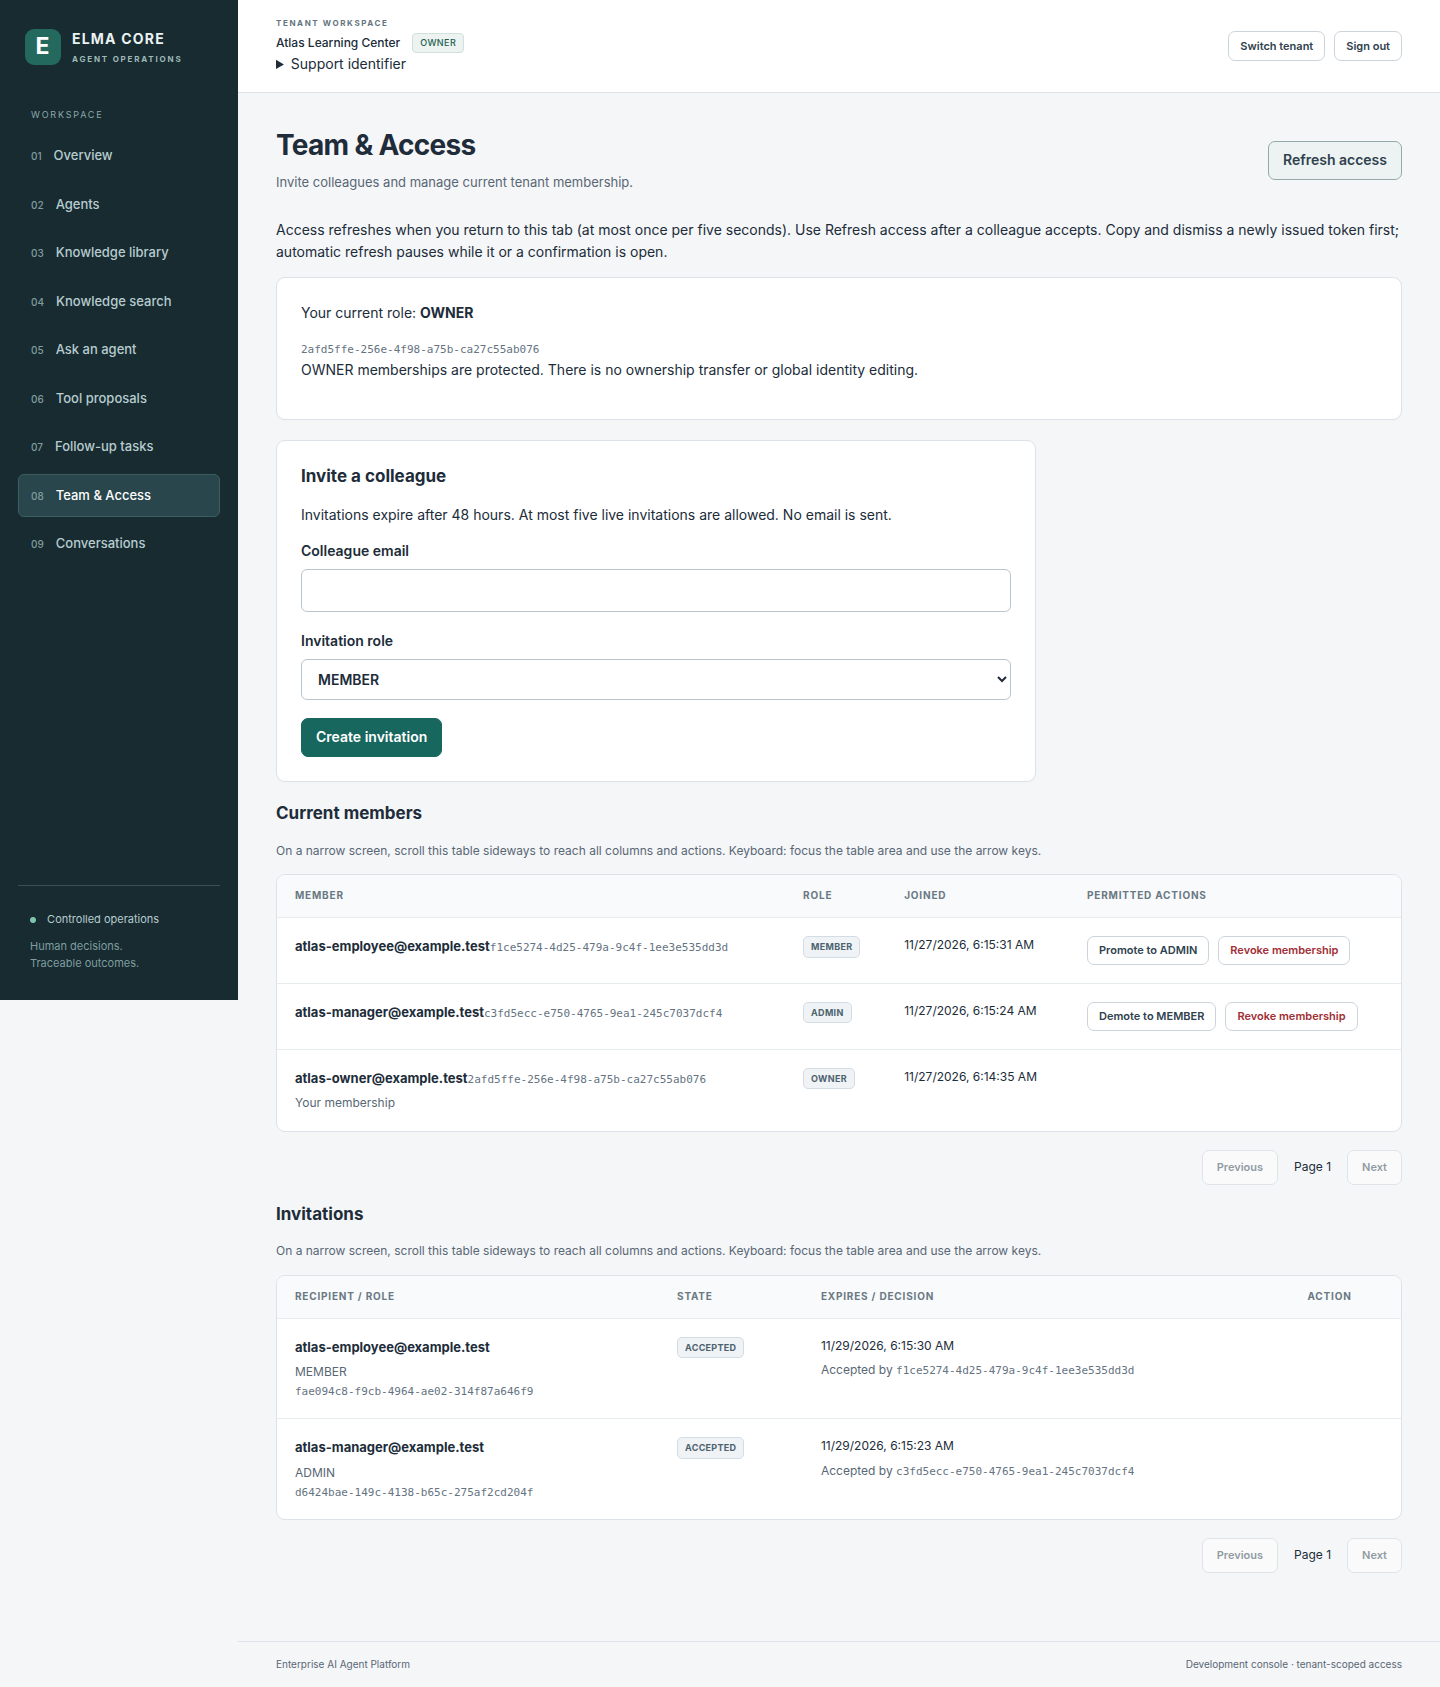 E
ELMA CORE
AGENT OPERATIONS
WORKSPACE
01 Overview
02 Agents
03 Knowledge library
04 Knowledge search
05 Ask an agent
06 Tool proposals
07 Follow-up tasks
08 Team & Access
09 Conversations
Controlled operations
Human decisions.
Traceable outcomes.
TENANT WORKSPACE
Atlas Learning Center OWNER
Support identifier
Switch tenant Sign out
Team & Access
Invite colleagues and manage current tenant membership.
Refresh access
Access refreshes when you return to this tab (at most once per five seconds). Use Refresh access after a colleague accepts. Copy and dismiss a newly issued token first;
automatic refresh pauses while it or a confirmation is open.
Your current role: OWNER
2afd5ffe-256e-4f98-a75b-ca27c55ab076
OWNER memberships are protected. There is no ownership transfer or global identity editing.
Invite a colleague
Invitations expire after 48 hours. At most five live invitations are allowed. No email is sent.
Colleague email
Invitation role
MEMBER
Create invitation
Current members
On a narrow screen, scroll this table sideways to reach all columns and actions. Keyboard: focus the table area and use the arrow keys.
MEMBER ROLE JOINED PERMITTED ACTIONS
atlas-employee@example.testf1ce5274-4d25-479a-9c4f-1ee3e535dd3d MEMBER 11/27/2026, 6:15:31 AM Promote to ADMIN Revoke membership
atlas-manager@example.testc3fd5ecc-e750-4765-9ea1-245c7037dcf4 ADMIN 11/27/2026, 6:15:24 AM Demote to MEMBER Revoke membership
atlas-owner@example.test2afd5ffe-256e-4f98-a75b-ca27c55ab076 OWNER 11/27/2026, 6:14:35 AM
Your membership
Previous Page 1 Next
Invitations
On a narrow screen, scroll this table sideways to reach all columns and actions. Keyboard: focus the table area and use the arrow keys.
RECIPIENT / ROLE STATE EXPIRES / DECISION ACTION
atlas-employee@example.test ACCEPTED 11/29/2026, 6:15:30 AM
MEMBER Accepted by f1ce5274-4d25-479a-9c4f-1ee3e535dd3d
fae094c8-f9cb-4964-ae02-314f87a646f9
atlas-manager@example.test ACCEPTED 11/29/2026, 6:15:23 AM
ADMIN Accepted by c3fd5ecc-e750-4765-9ea1-245c7037dcf4
d6424bae-149c-4138-b65c-275af2cd204f
Previous Page 1 Next
Enterprise AI Agent Platform
Development console · tenant-scoped access